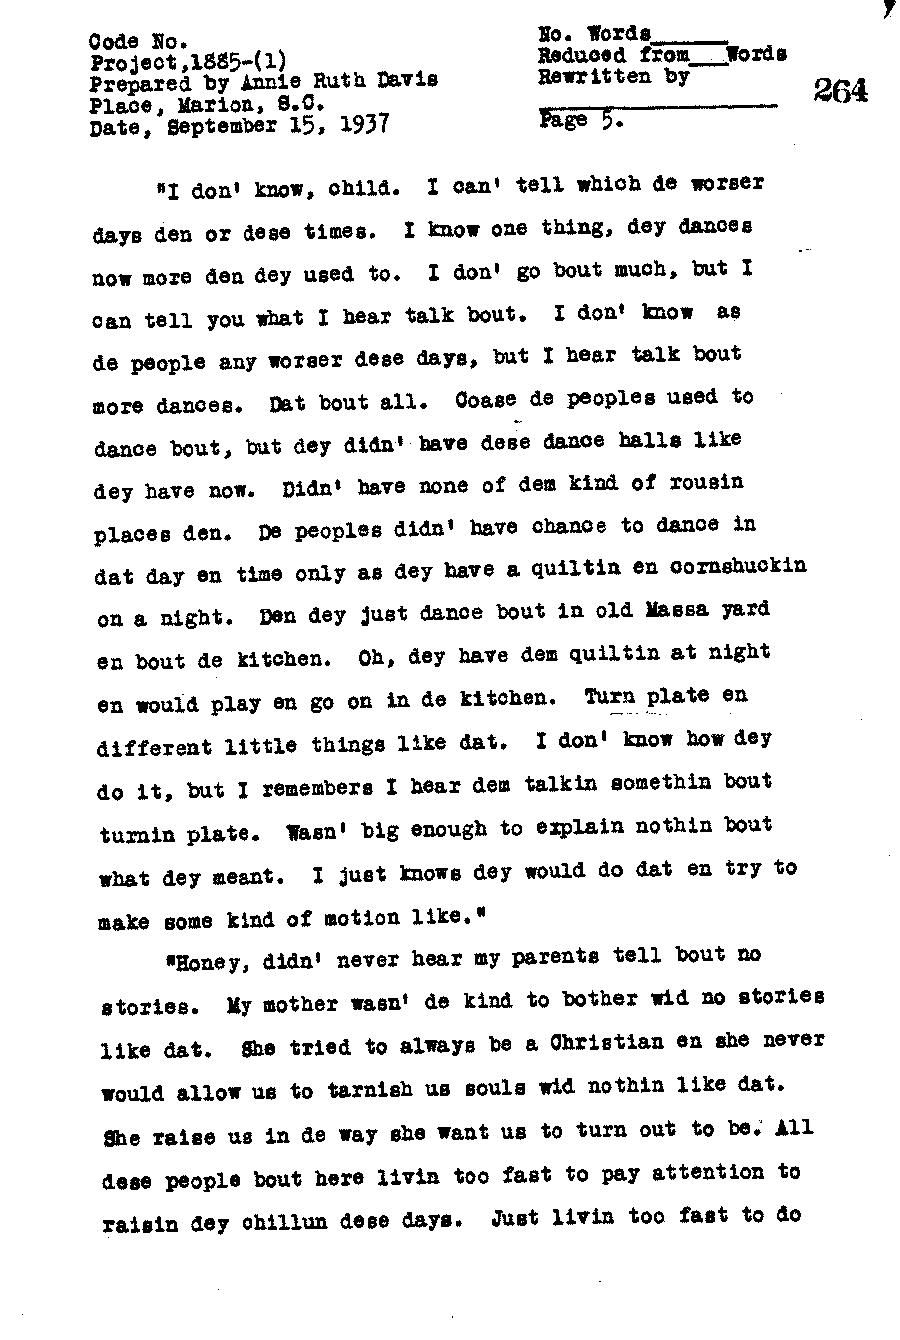 Code No.
Project, 1885-(1)
Prepared by Annie Ruth Davis
Place, Marion, S.C.
Date, September 15, 1937
No. Words______
Reduced from___Words
Rewritten by
Page 5.
264
"I don' know, child. I can' tell which de worser
days den or dese times. I know one thing, dey dances
now more den dey used to. I don' go bout much, but I
can tell you what I hear talk bout. I don' know as
de people any worser dese days, but I hear talk bout
more dances. Dat bout all. Coase de peoples used to
dance bout, but dey didn' have dese dance halls like
dey have now. Didn' have none of dem kind of rousin
places den. De peoples didn' have chance to dance in
dat day en time only as dey have a quiltin en cornshuckin
on a night. Den dey just dance bout in old Massa yard
en bout de kitchen. Oh, dey have dem quiltin at night
en would play en go on in de kitchen. Turn plate en
different little things like dat. I don' know how dey
do it, but I remembers I hear dem talkin somethin bout
turnin plate. Wasn' big enough to explain nothin bout
what dey meant. I just knows dey would do dat en try to
make some kind of motion like."
"Honey, didn' never hear my parents tell bout no
stories. My mother wasn' de kind to bother wid no stories
like dat. She tried to always be a Christian en she never
would allow us to tarnish us souls wid nothin like dat.
She raise us in de way she want us to turn out to be. All
dese people bout here livin too fast to pay attention to
raisin dey chillun dese days. Just livin too fast to do